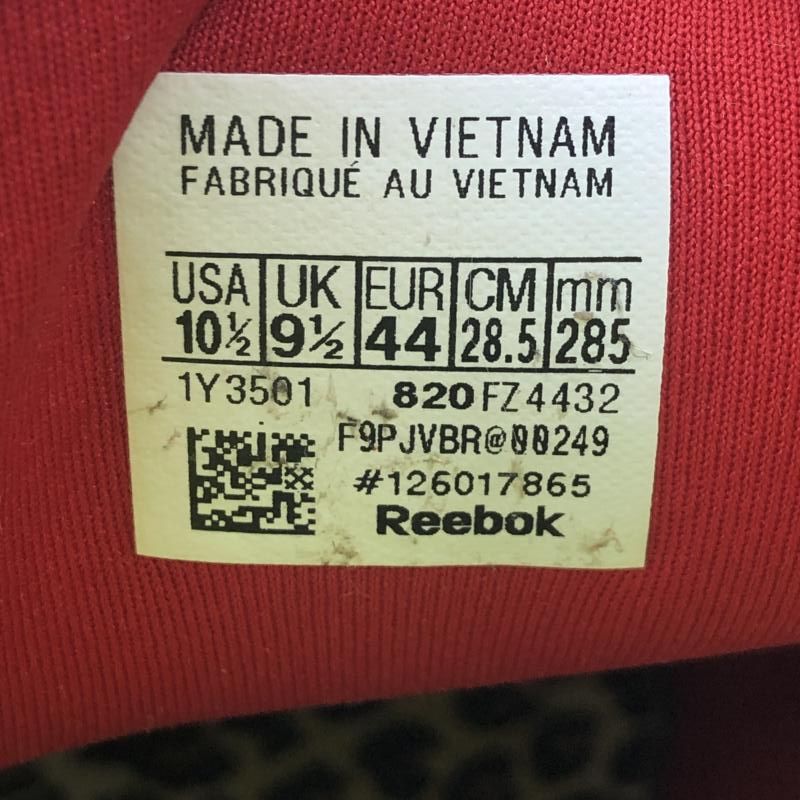 MADE IN VIETNAM
FABRIQUÉ AU VIETNAM
USA UK EUR CM mm
10½ 9½ 44 28.5 285
1Y3501 820 FZ4432
F9PJVBR@00249
#126017865
Reebok